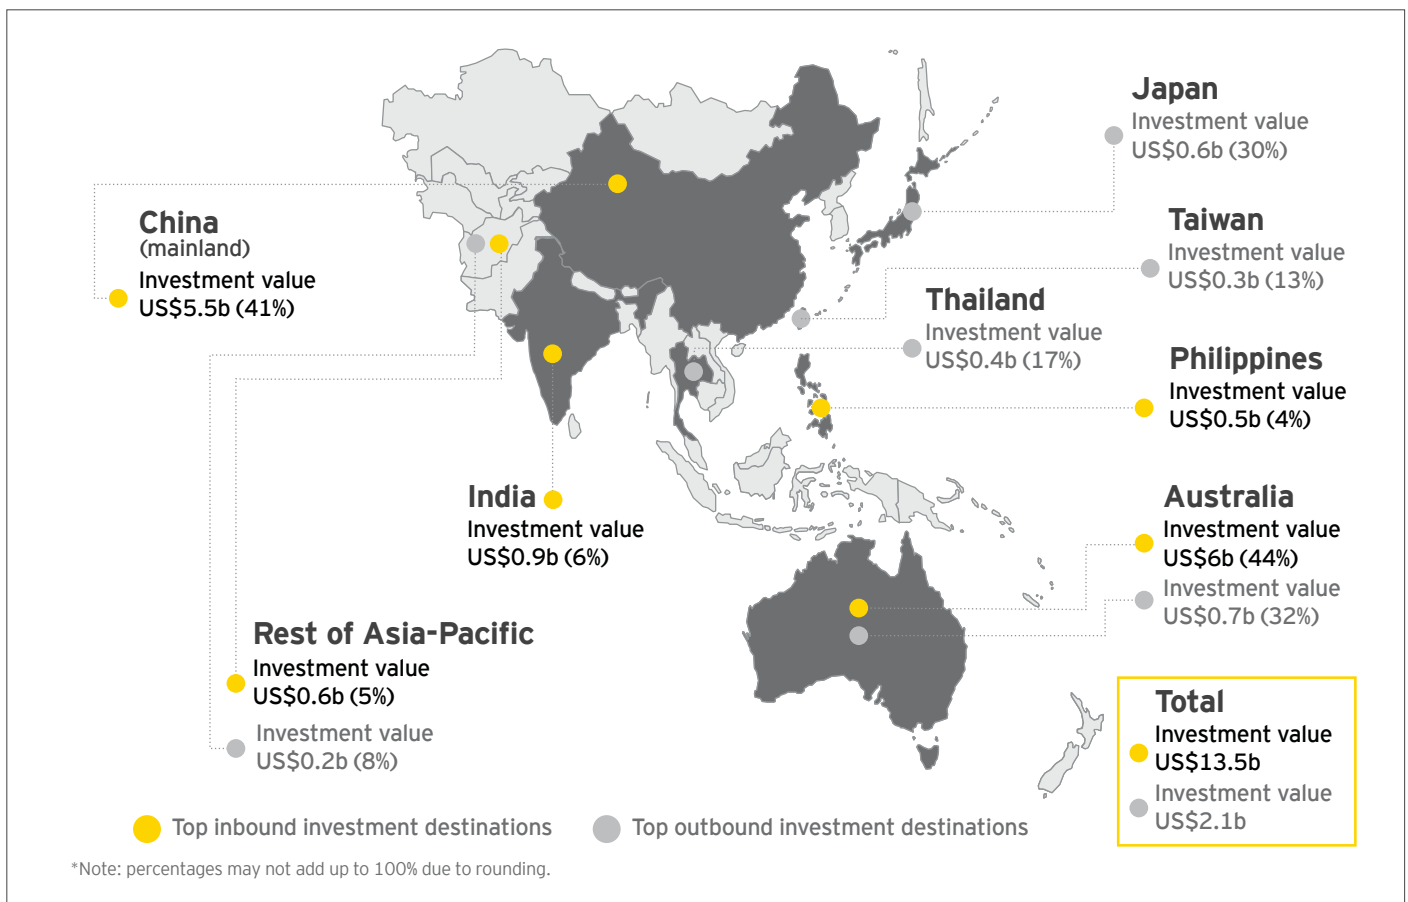 Japan
Investment value
US$0.6b (30%)
China
(mainland)
Investment value
US$5.5b (41%)
Taiwan
Investment value
US$0.3b (13%)
Thailand
Investment value
US$0.4b (17%)
Philippines
Investment value
US$0.5b (4%)
India
Investment value
US$0.9b (6%)
Australia
Investment value
US$6b (44%)
Investment value
US$0.7b (32%)
Rest of Asia-Pacific
Investment value
US$0.6b (5%)
Investment value
US$0.2b (8%)
Total
Investment value
US$13.5b
Investment value
US$2.1b
Top inbound investment destinations
Top outbound investment destinations
*Note: percentages may not add up to 100% due to rounding.